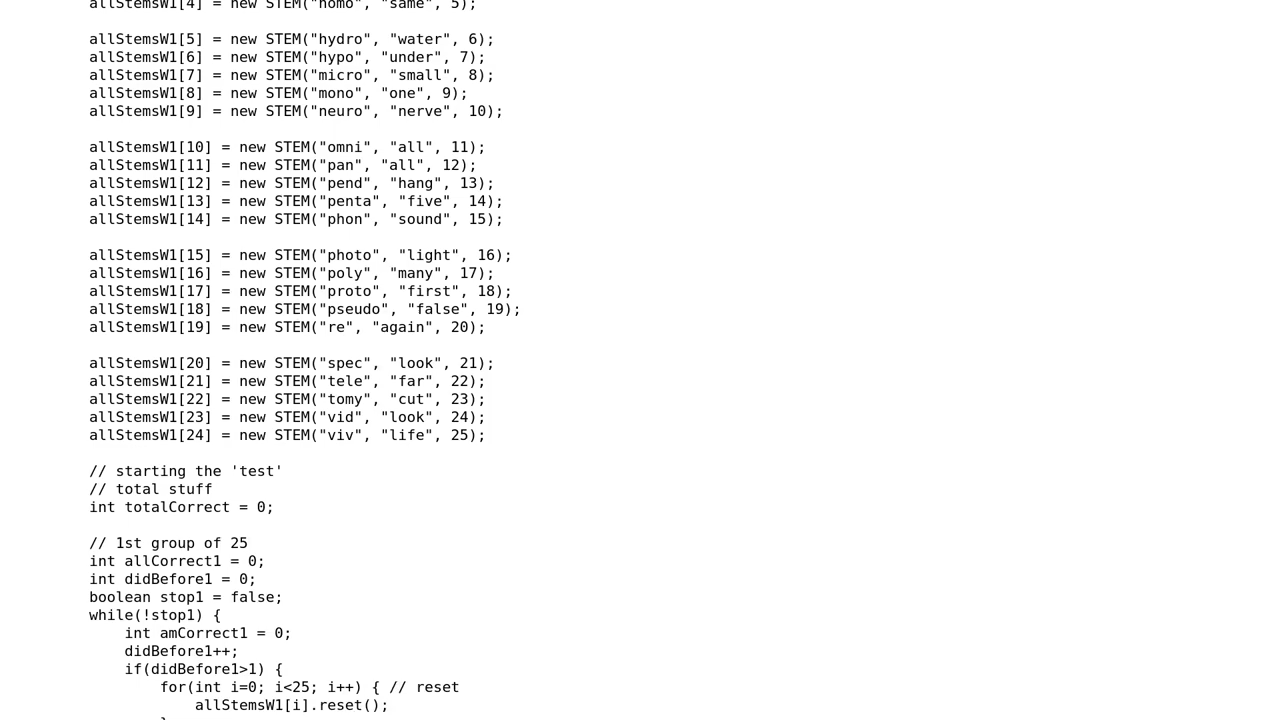 allStemsW1[4] = new STEM("homo", "same", 5);
allStemsW1[5] = new STEM("hydro", "water", 6);
allStemsW1[6] = new STEM("hypo", "under", 7);
allStemsW1[7] = new STEM("micro", "small", 8);
allStemsW1[8] = new STEM("mono", "one", 9);
allStemsW1[9] = new STEM("neuro", "nerve", 10);
allStemsW1[10] = new STEM("omni", "all", 11);
allStemsW1[11] = new STEM("pan", "all", 12);
allStemsW1[12] = new STEM("pend", "hang", 13);
allStemsW1[13] = new STEM("penta", "five", 14);
allStemsW1[14] = new STEM("phon", "sound", 15);
allStemsW1[15] = new STEM("photo", "light", 16);
allStemsW1[16] = new STEM("poly", "many", 17);
allStemsW1[17] = new STEM("proto", "first", 18);
allStemsW1[18] = new STEM("pseudo", "false", 19);
allStemsW1[19] = new STEM("re", "again", 20);
allStemsW1[20] = new STEM("spec", "look", 21);
allStemsW1[21] = new STEM("tele", "far", 22);
allStemsW1[22] = new STEM("tomy", "cut", 23);
allStemsW1[23] = new STEM("vid", "look", 24);
allStemsW1[24] = new STEM("viv", "life", 25);
// starting the 'test'
// total stuff
int totalCorrect = 0;
// 1st group of 25
int allCorrect1 = 0;
int didBefore1 = 0;
boolean stop1 = false;
while(!stop1) {
int amCorrect1 = 0;
didBefore1++;
if(didBefore1>1) {
for(int i=0; i<25; i++) { // reset
allStemsW1[i].reset();
}